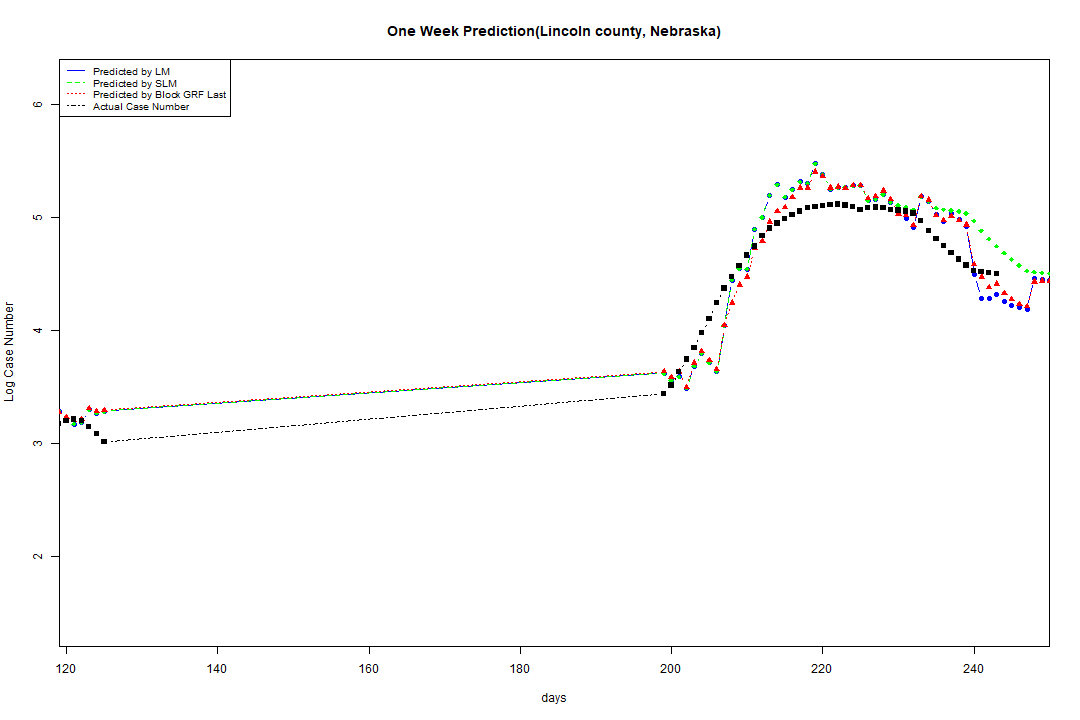 One Week Prediction(Lincoln county, Nebraska)
Predicted by LM
Predicted by SLM
Predicted by Block GRF Last
Actual Case Number
Log Case Number
6
5
4
3
2
120 140 160 180 200 220 240
days